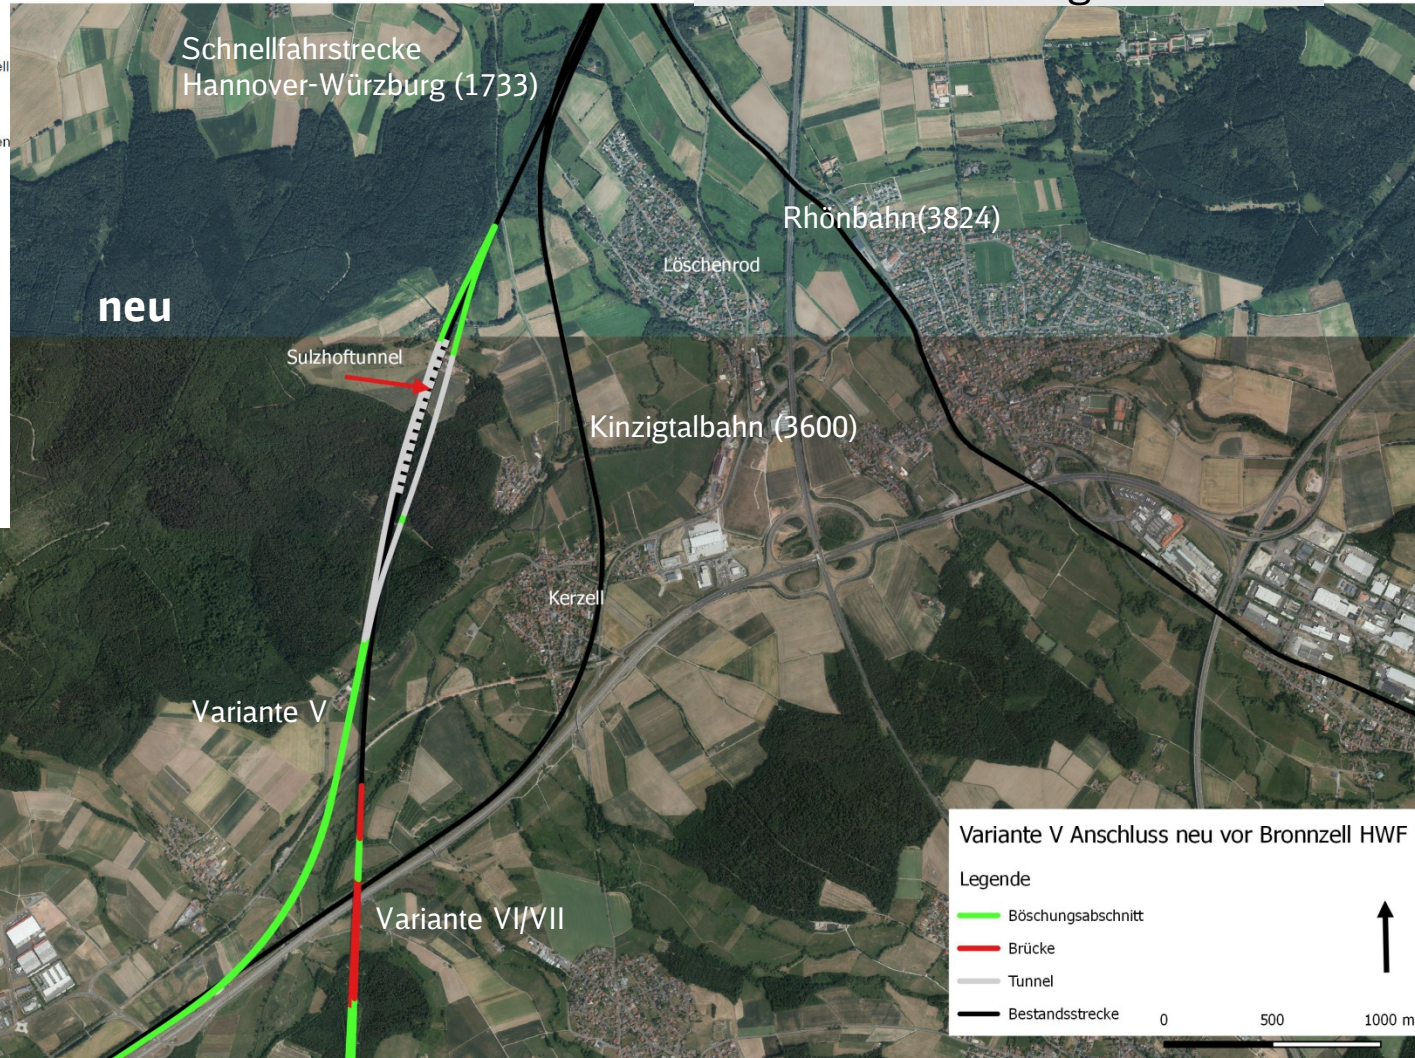 Schnellfahrstrecke
Hannover-Würzburg (1733)
Rhönbahn(3824)
Löschenrod
neu
Sulzhoftunnel
Kinzigtalbahn (3600)
Kerzell
Variante V
Variante VI/VII
Variante V Anschluss neu vor Bronnzell HWF
Legende
Böschungsabschnitt
Brücke
Tunnel
Bestandsstrecke
0 500 1000 m